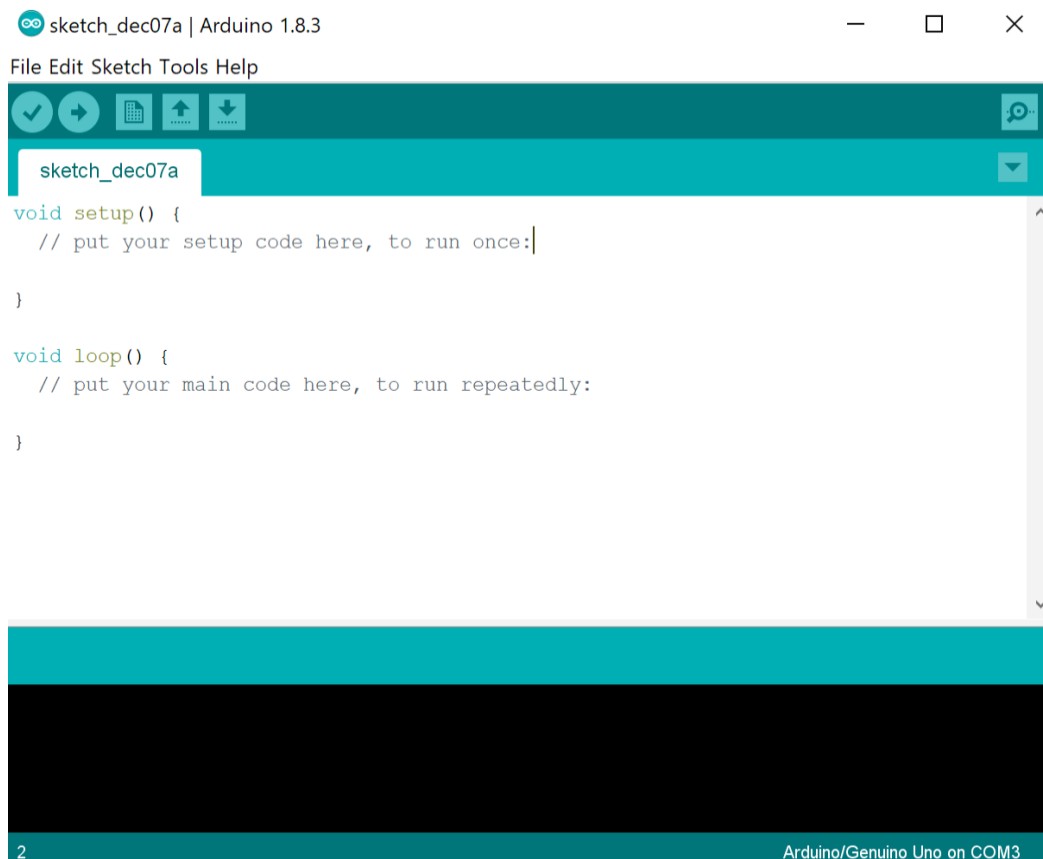 sketch_dec07a | Arduino 1.8.3
File Edit Sketch Tools Help
sketch_dec07a
void setup() {
  // put your setup code here, to run once:
}
void loop() {
  // put your main code here, to run repeatedly:
}
2 Arduino/Genuino Uno on COM3